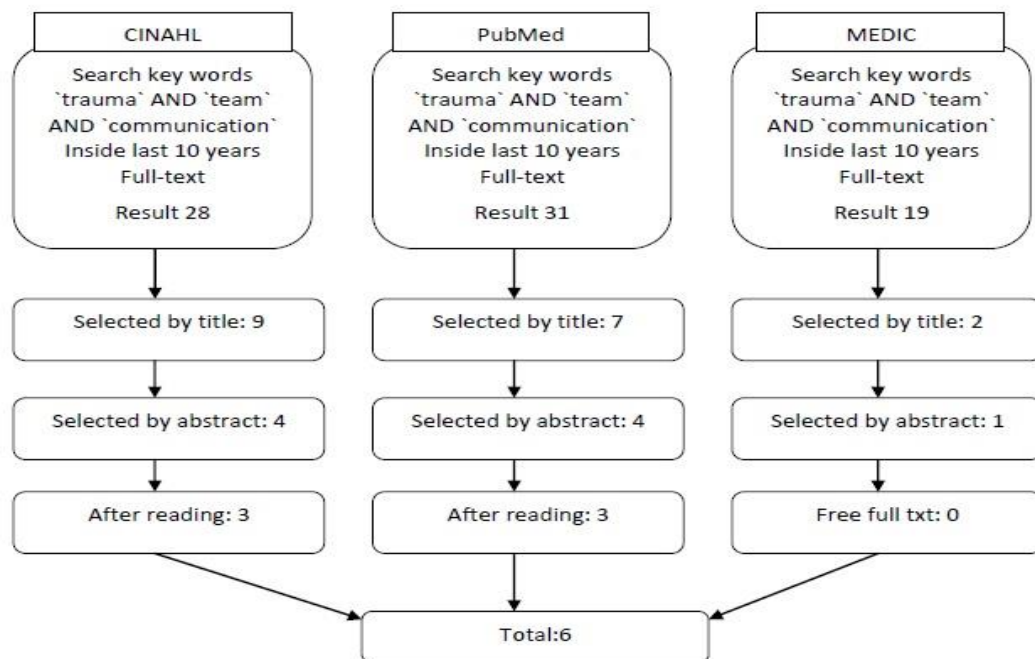 CINAHL
Search key words
`trauma` AND `team`
AND `communication`
Inside last 10 years
Full-text
Result 28
Selected by title: 9
Selected by abstract: 4
After reading: 3
PubMed
Search key words
`trauma` AND `team`
AND `communication`
Inside last 10 years
Full-text
Result 31
Selected by title: 7
Selected by abstract: 4
After reading: 3
MEDIC
Search key words
`trauma` AND `team`
AND `communication`
Inside last 10 years
Full-text
Result 19
Selected by title: 2
Selected by abstract: 1
Free full txt: 0
Total:6